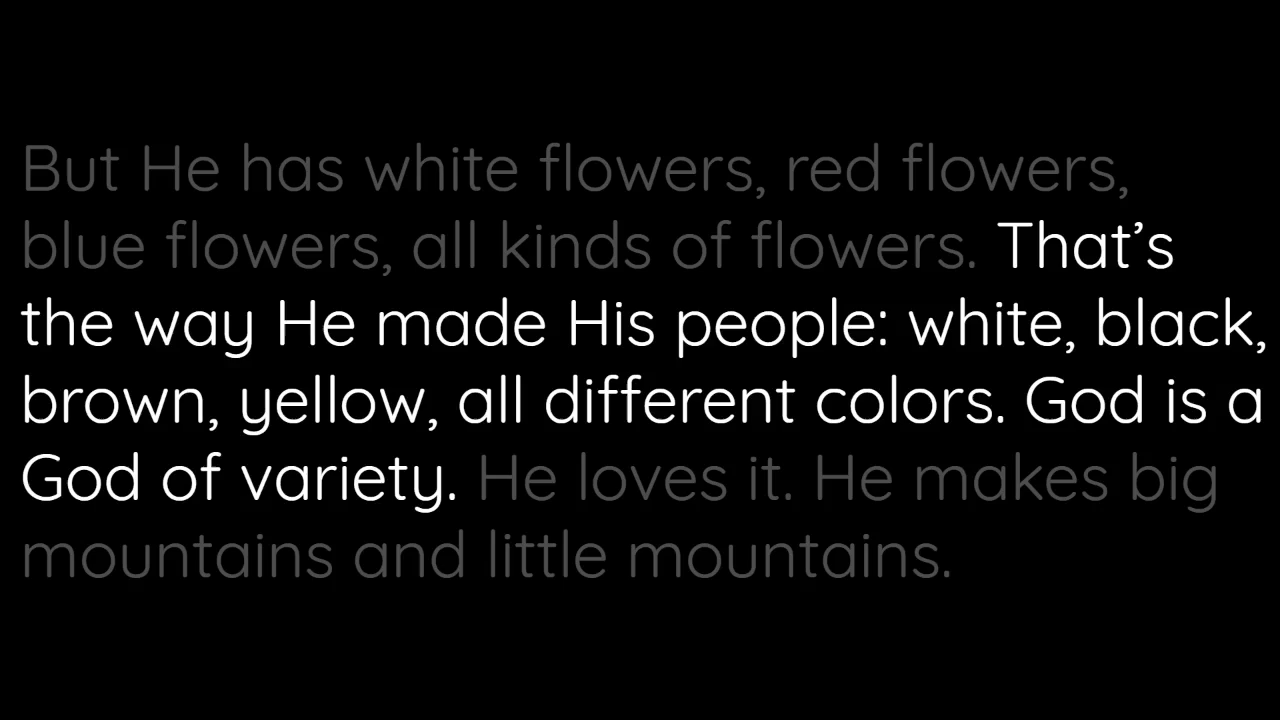 But He has white flowers, red flowers,
blue flowers, all kinds of flowers. That’s
the way He made His people: white, black,
brown, yellow, all different colors. God is a
God of variety. He loves it. He makes big
mountains and little mountains.